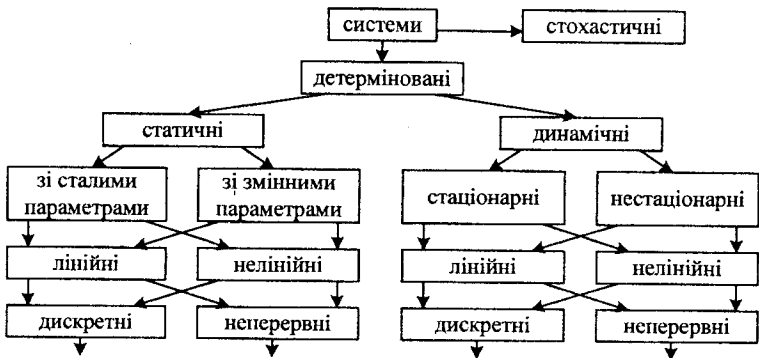 системи
стохастичні
детерміновані
статичні
динамічні
зі сталими
параметрами
зі змінними
параметрами
стаціонарні
нестаціонарні
лінійні
нелінійні
лінійні
нелінійні
дискретні
неперервні
дискретні
неперервні